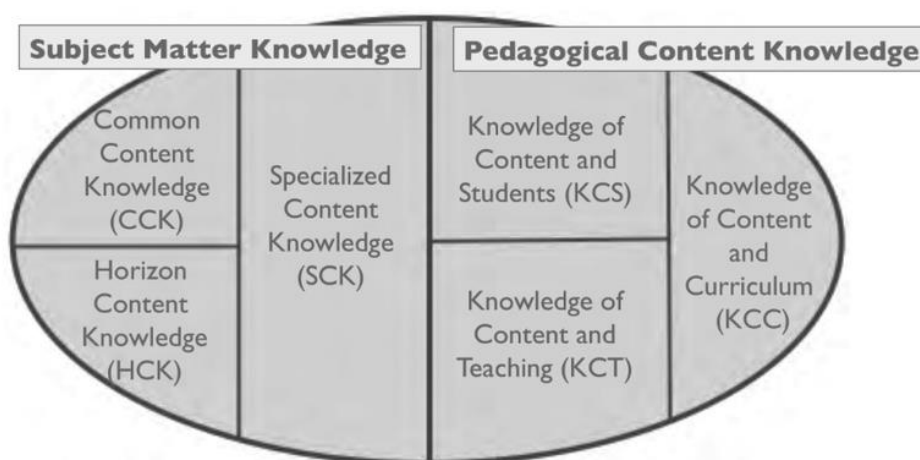 Subject Matter Knowledge
Pedagogical Content Knowledge
Common
Content
Knowledge
(CCK)
Horizon
Content
Knowledge
(HCK)
Specialized
Content
Knowledge
(SCK)
Knowledge of
Content and
Students (KCS)
Knowledge of
Content and
Teaching (KCT)
Knowledge
of Content
and
Curriculum
(KCC)